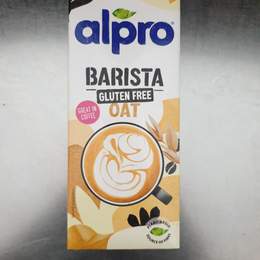 alpro
BARISTA
GLUTEN FREE
OAT
GREAT IN
COFFEE